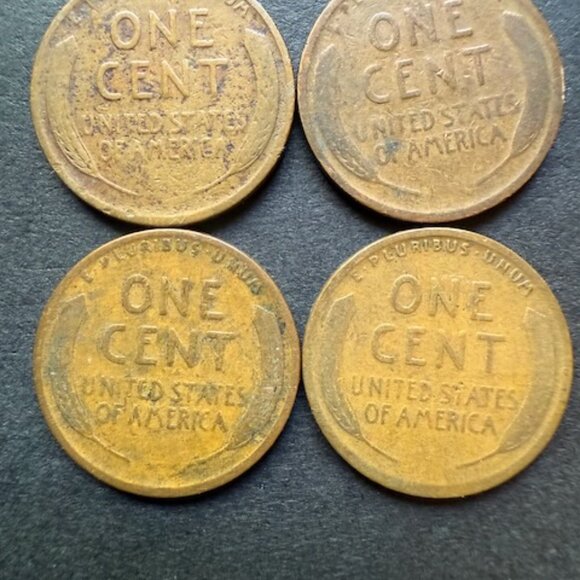 ONE
CENT
UNITED STATES
OF AMERICA
ONE
CENT
UNITED STATES
OF AMERICA
E·PLURIBUS·UNUM
ONE
CENT
UNITED STATES
OF AMERICA
E·PLURIBUS·UNUM
ONE
CENT
UNITED STATES
OF AMERICA